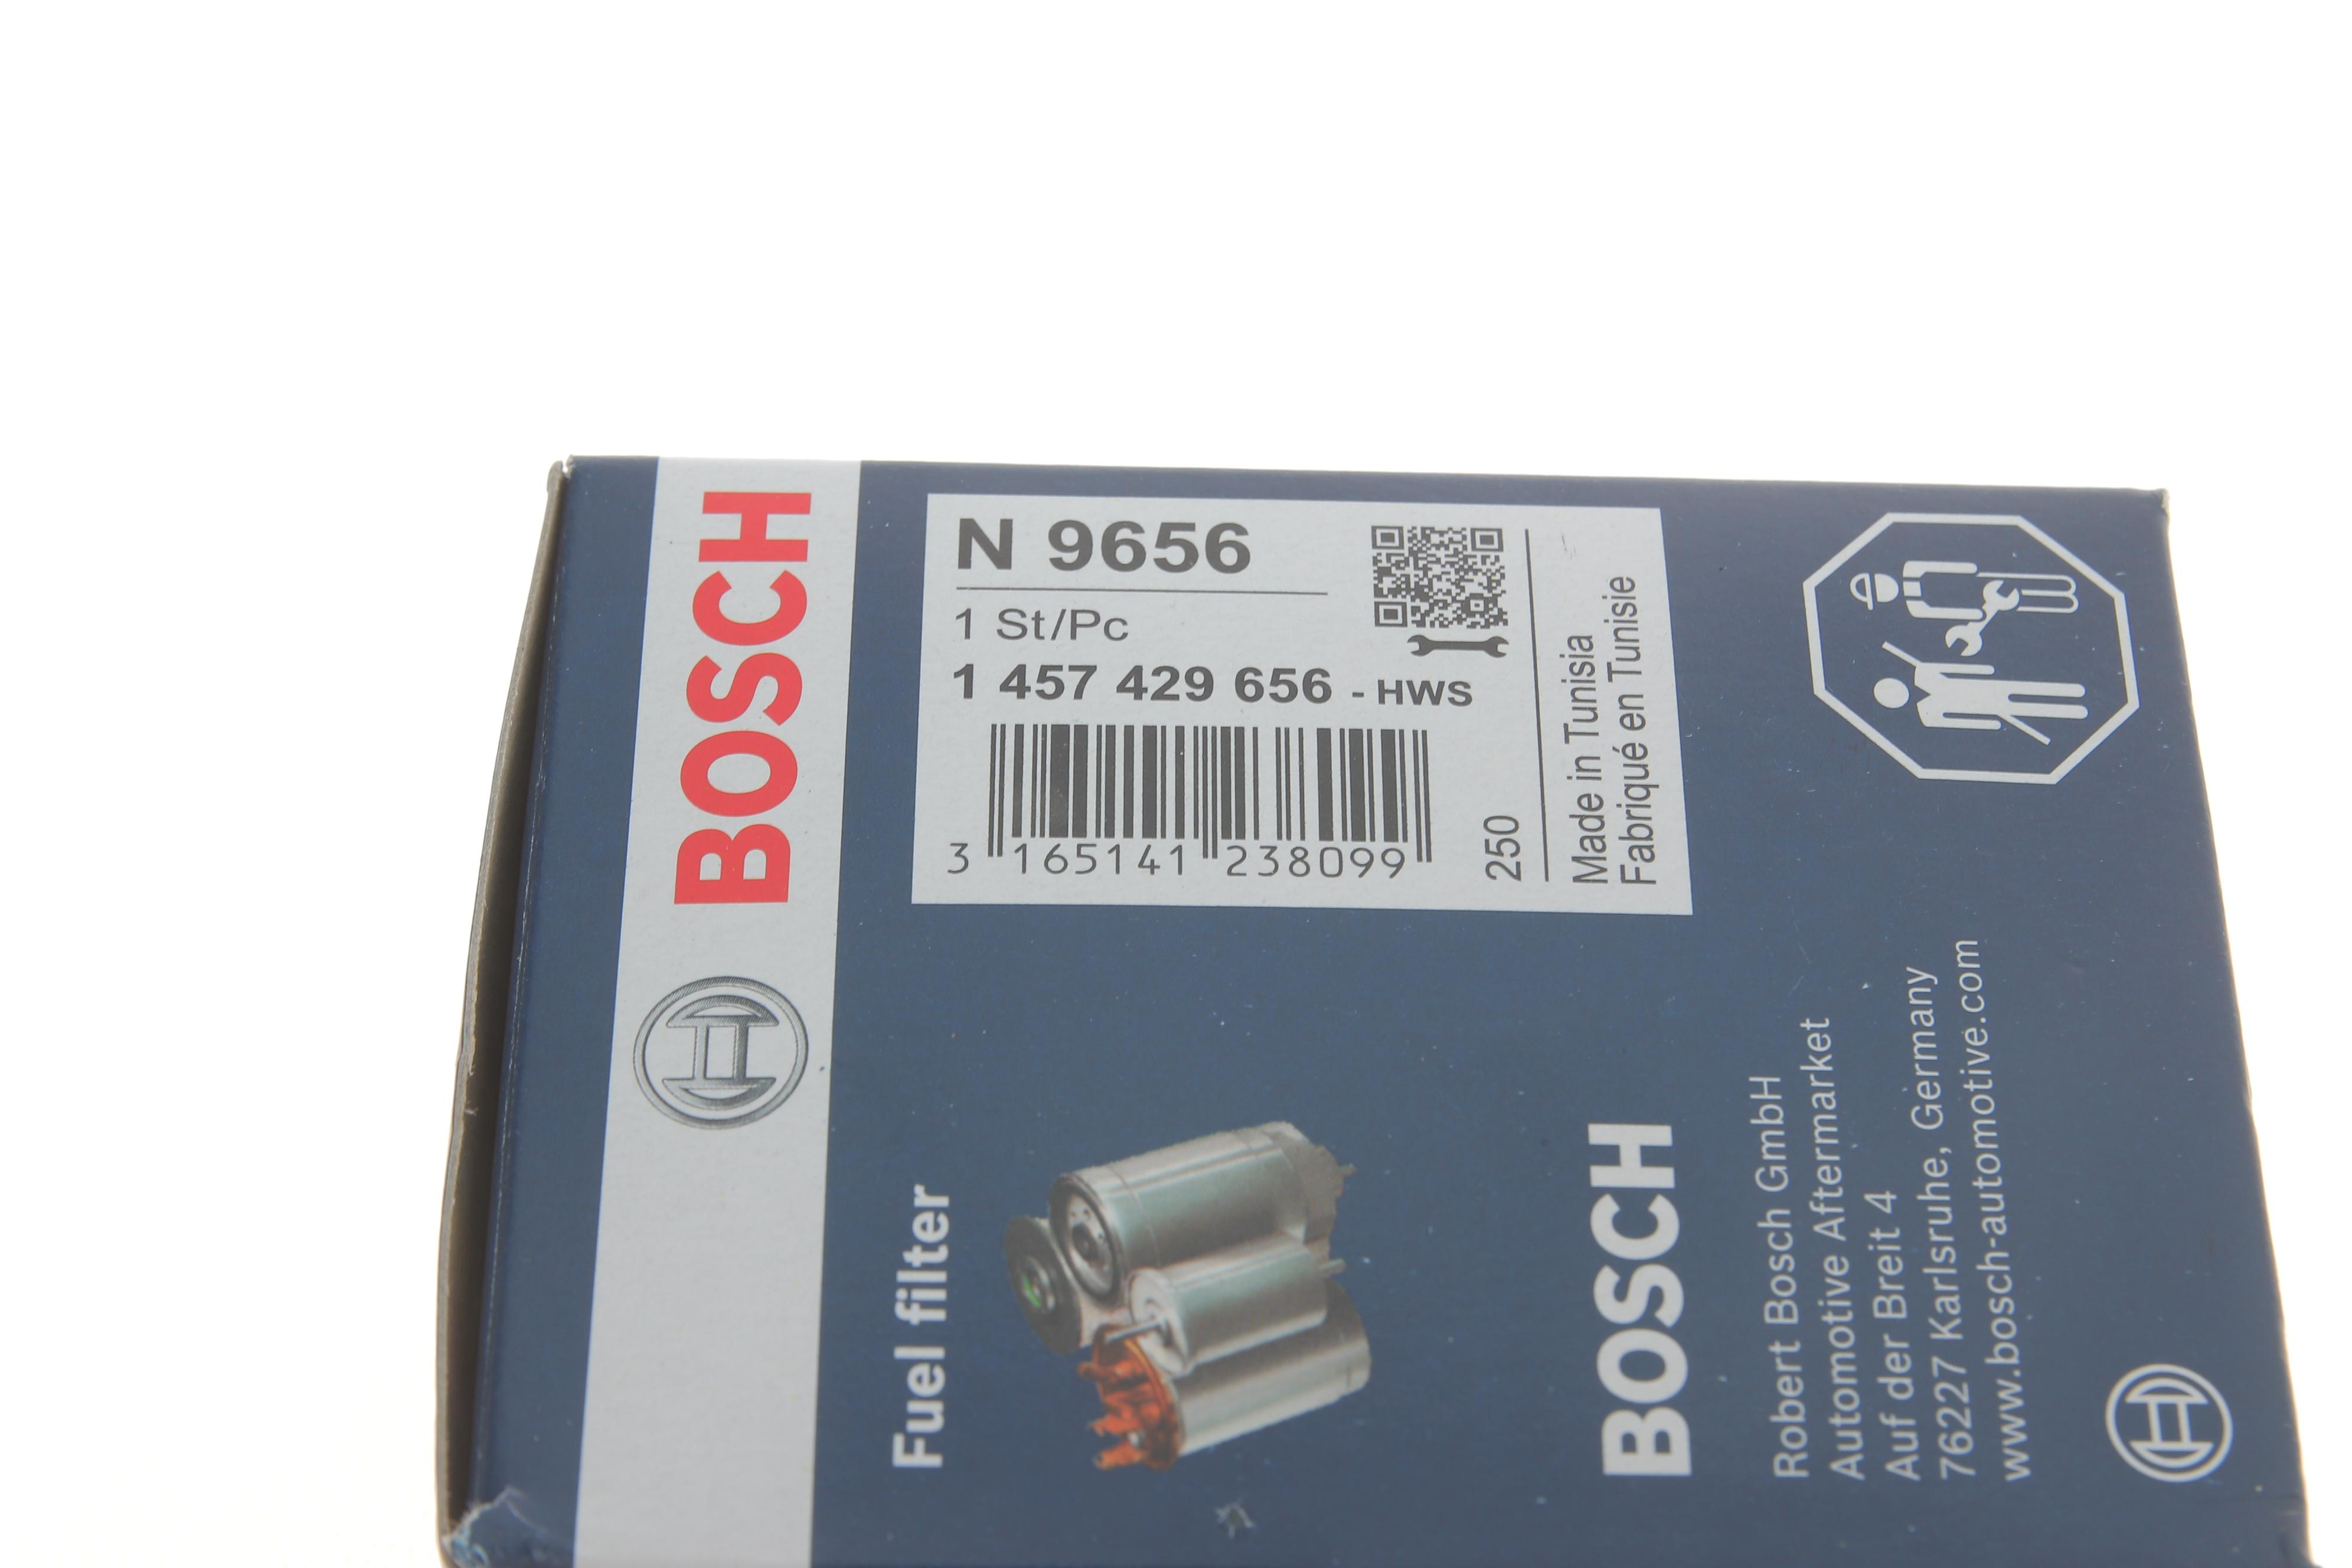 BOSCH
N 9656
1 St/Pc
1 457 429 656 - HWS
3 165141 238099
250
Made in Tunisia
Fabriqué en Tunisie
Fuel filter
BOSCH
Robert Bosch GmbH
Automotive Aftermarket
Auf der Breit 4
76227 Karlsruhe, Germany
www.bosch-automotive.com